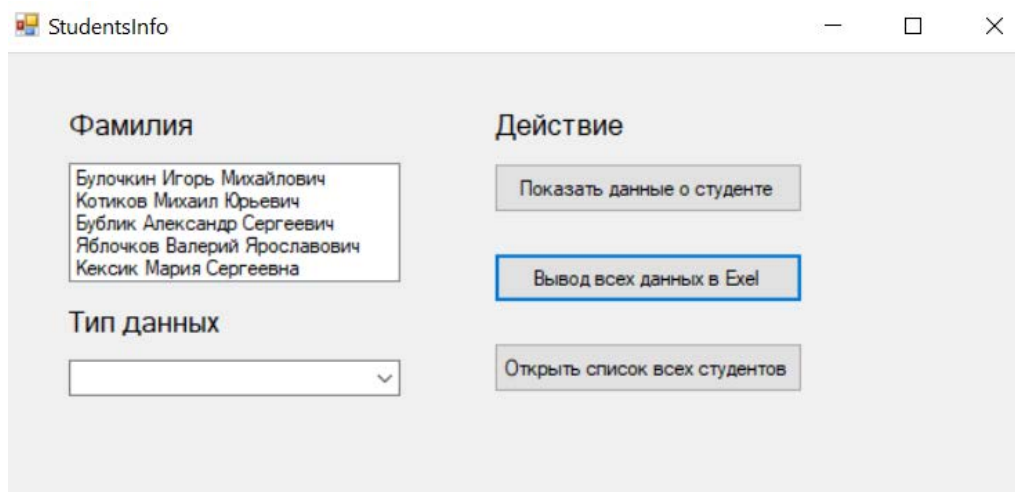 StudentsInfo
Фамилия
Булочкин Игорь Михайлович
Котиков Михаил Юрьевич
Бублик Александр Сергеевич
Яблочков Валерий Ярославович
Кексик Мария Сергеевна
Тип данных
Действие
Показать данные о студенте
Вывод всех данных в Exel
Открыть список всех студентов